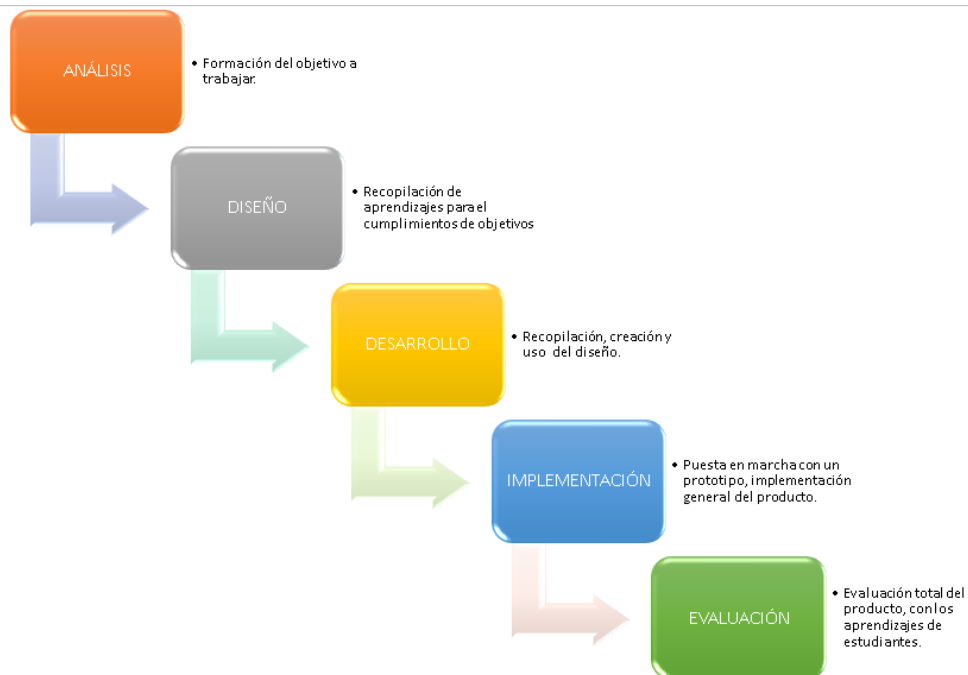 ANÁLISIS
• Formación del objetivo a
trabajar.
DISEÑO
• Recopilación de
aprendizajes para el
cumplimientos de objetivos
DESARROLLO
• Recopilación, creación y
uso del diseño.
IMPLEMENTACIÓN
• Puesta en marcha con un
prototipo, implementación
general del producto.
EVALUACIÓN
• Evaluación total del
producto, con los
aprendizajes de
estudiantes.